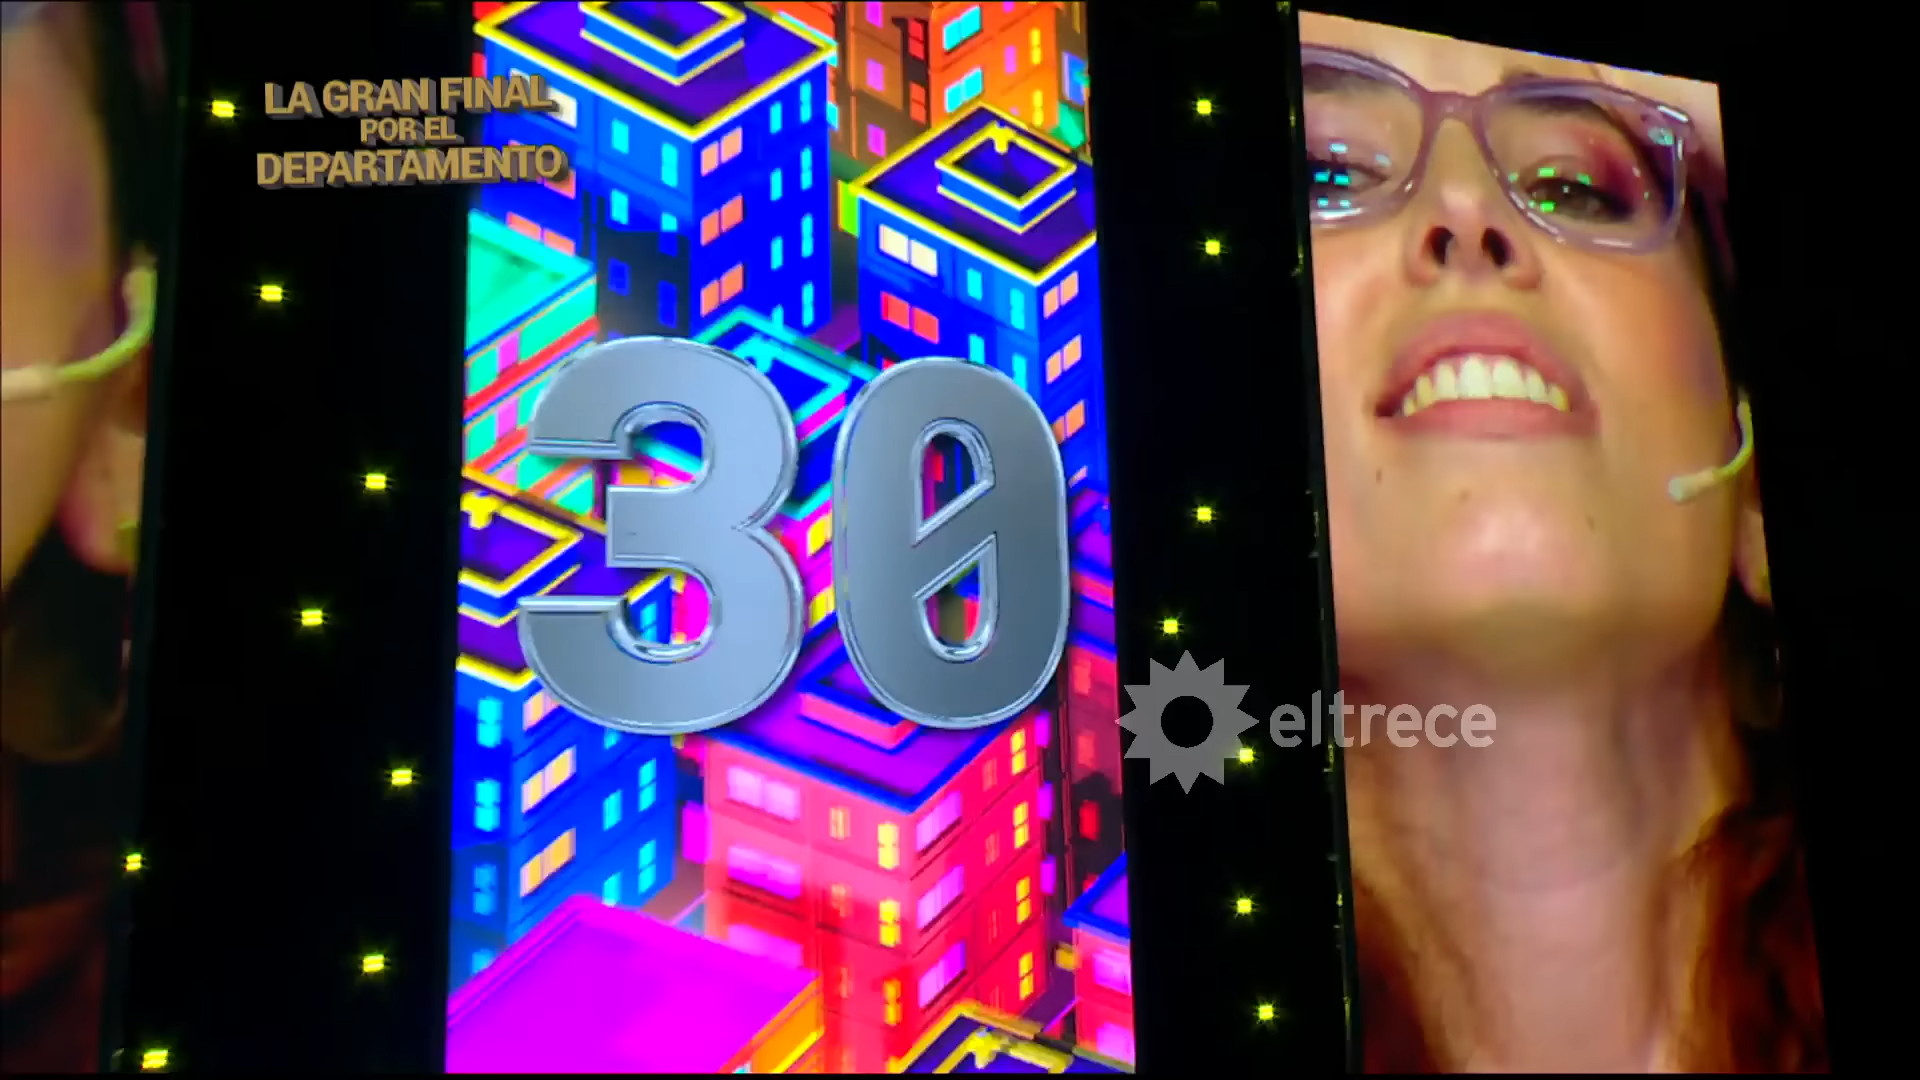 LA GRAN FINAL
POR EL
DEPARTAMENTO
30
eltrece